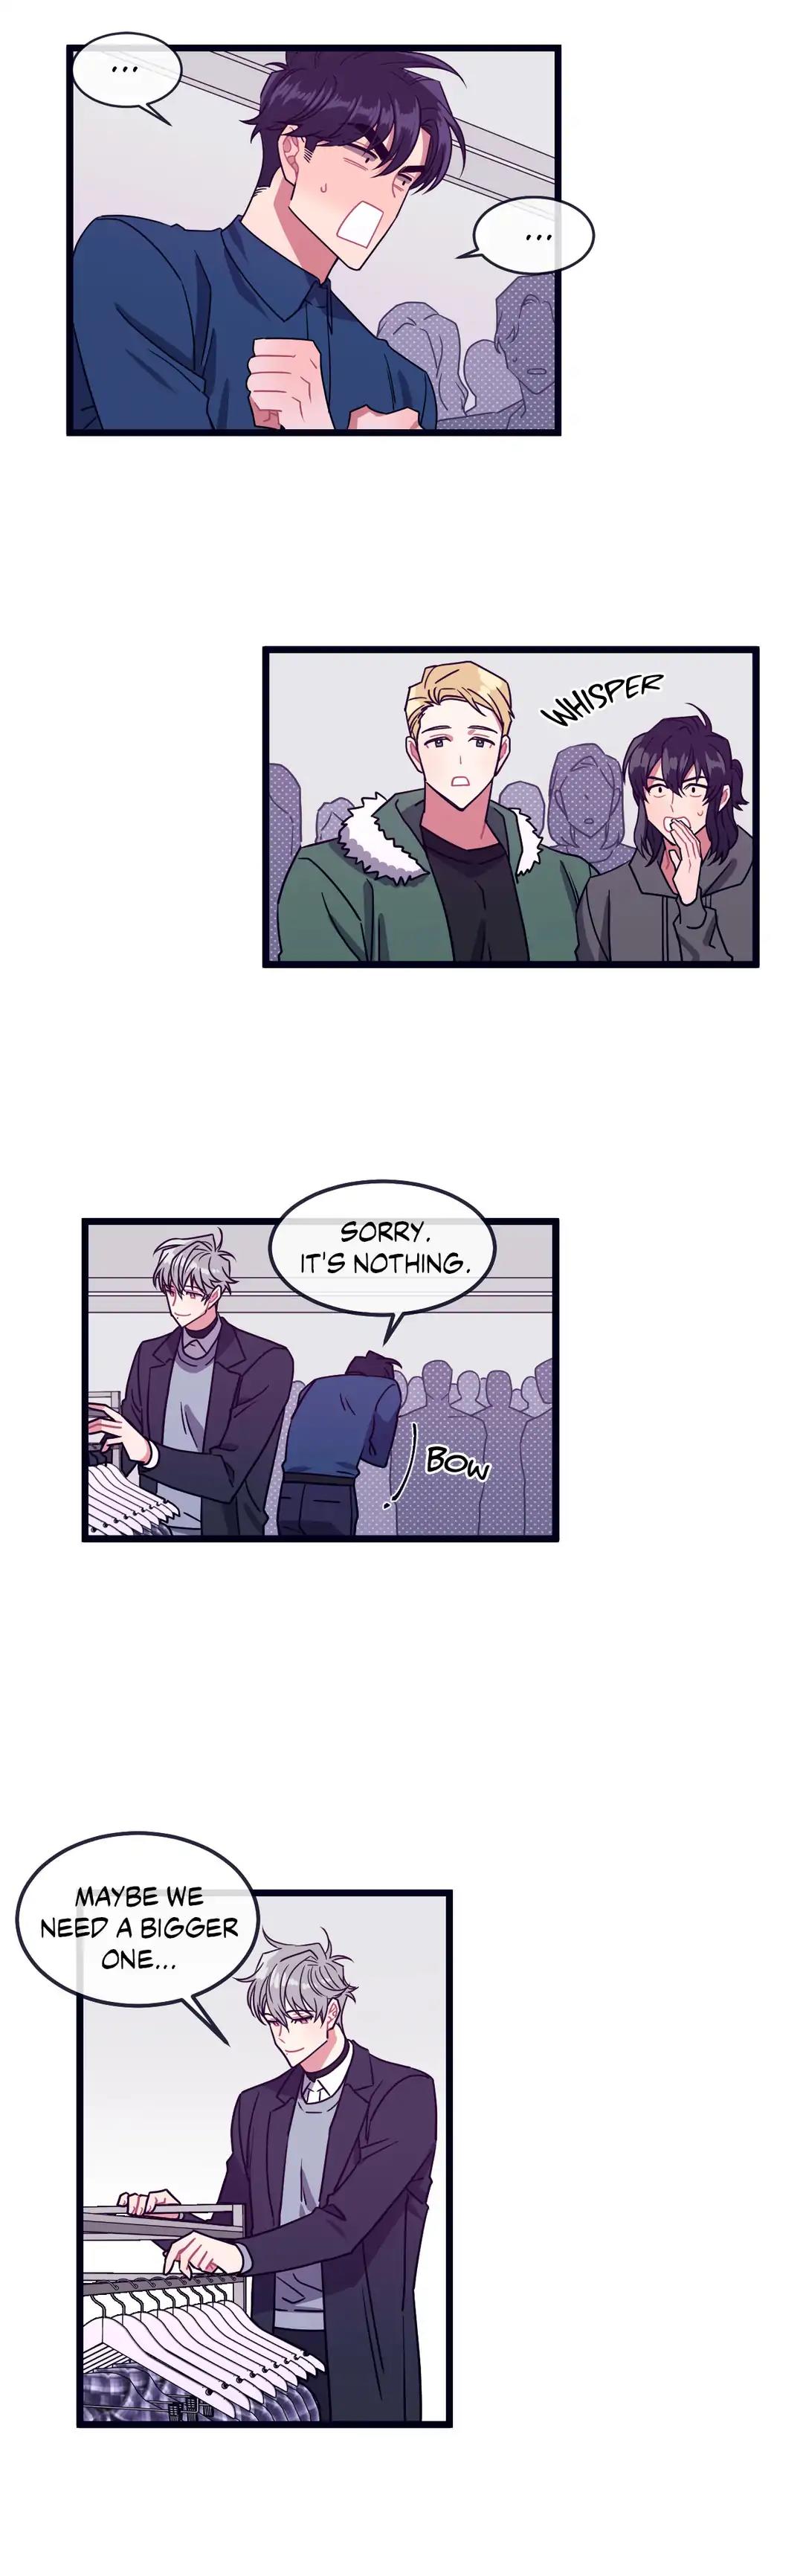 ...
...
WHISPER
SORRY.
IT'S NOTHING.
BOW
MAYBE WE
NEED A BIGGER
ONE...